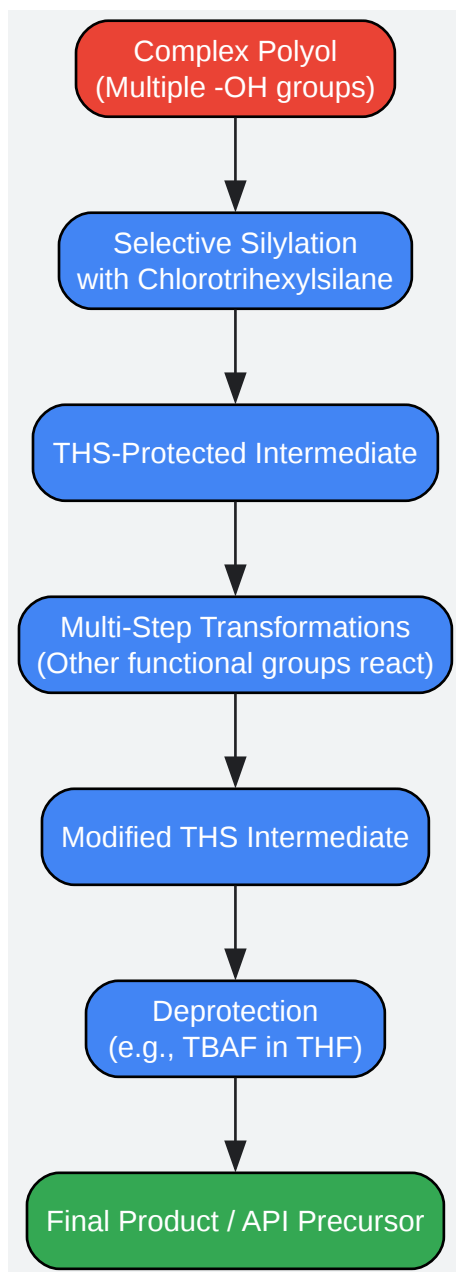 Complex Polyol
(Multiple -OH groups)
Selective Silylation
with Chlorotrihexylsilane
THS-Protected Intermediate
Multi-Step Transformations
(Other functional groups react)
Modified THS Intermediate
Deprotection
(e.g., TBAF in THF)
Final Product / API Precursor